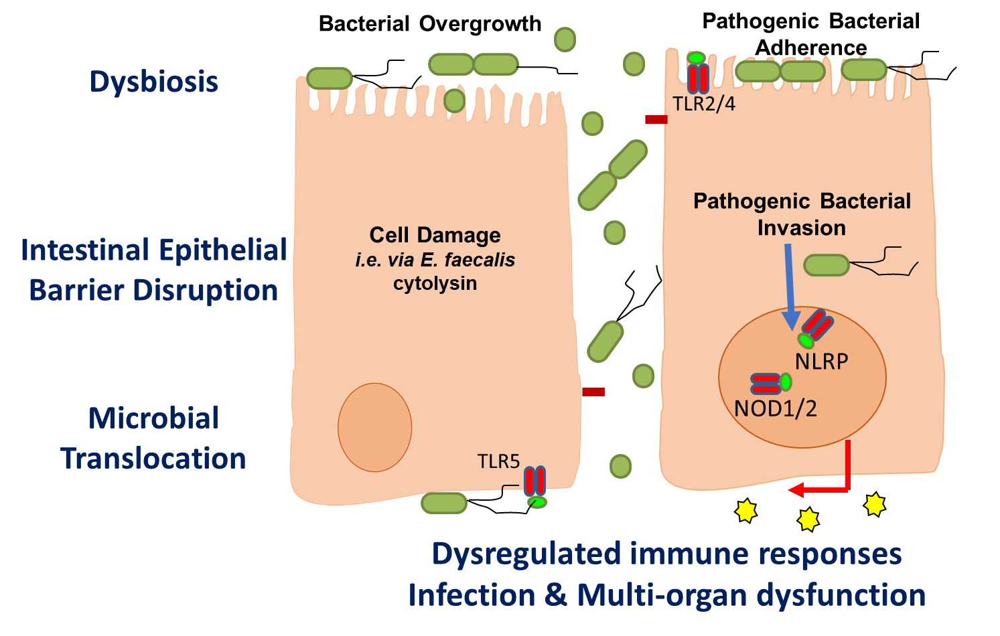 Bacterial Overgrowth
Pathogenic Bacterial
Adherence
Dysbiosis
TLR2/4
Pathogenic Bacterial
Invasion
Cell Damage
i.e. via E. faecalis
cytolysin
Intestinal Epithelial
Barrier Disruption
NLRP
NOD1/2
Microbial
Translocation
TLR5
Dysregulated immune responses
Infection & Multi-organ dysfunction